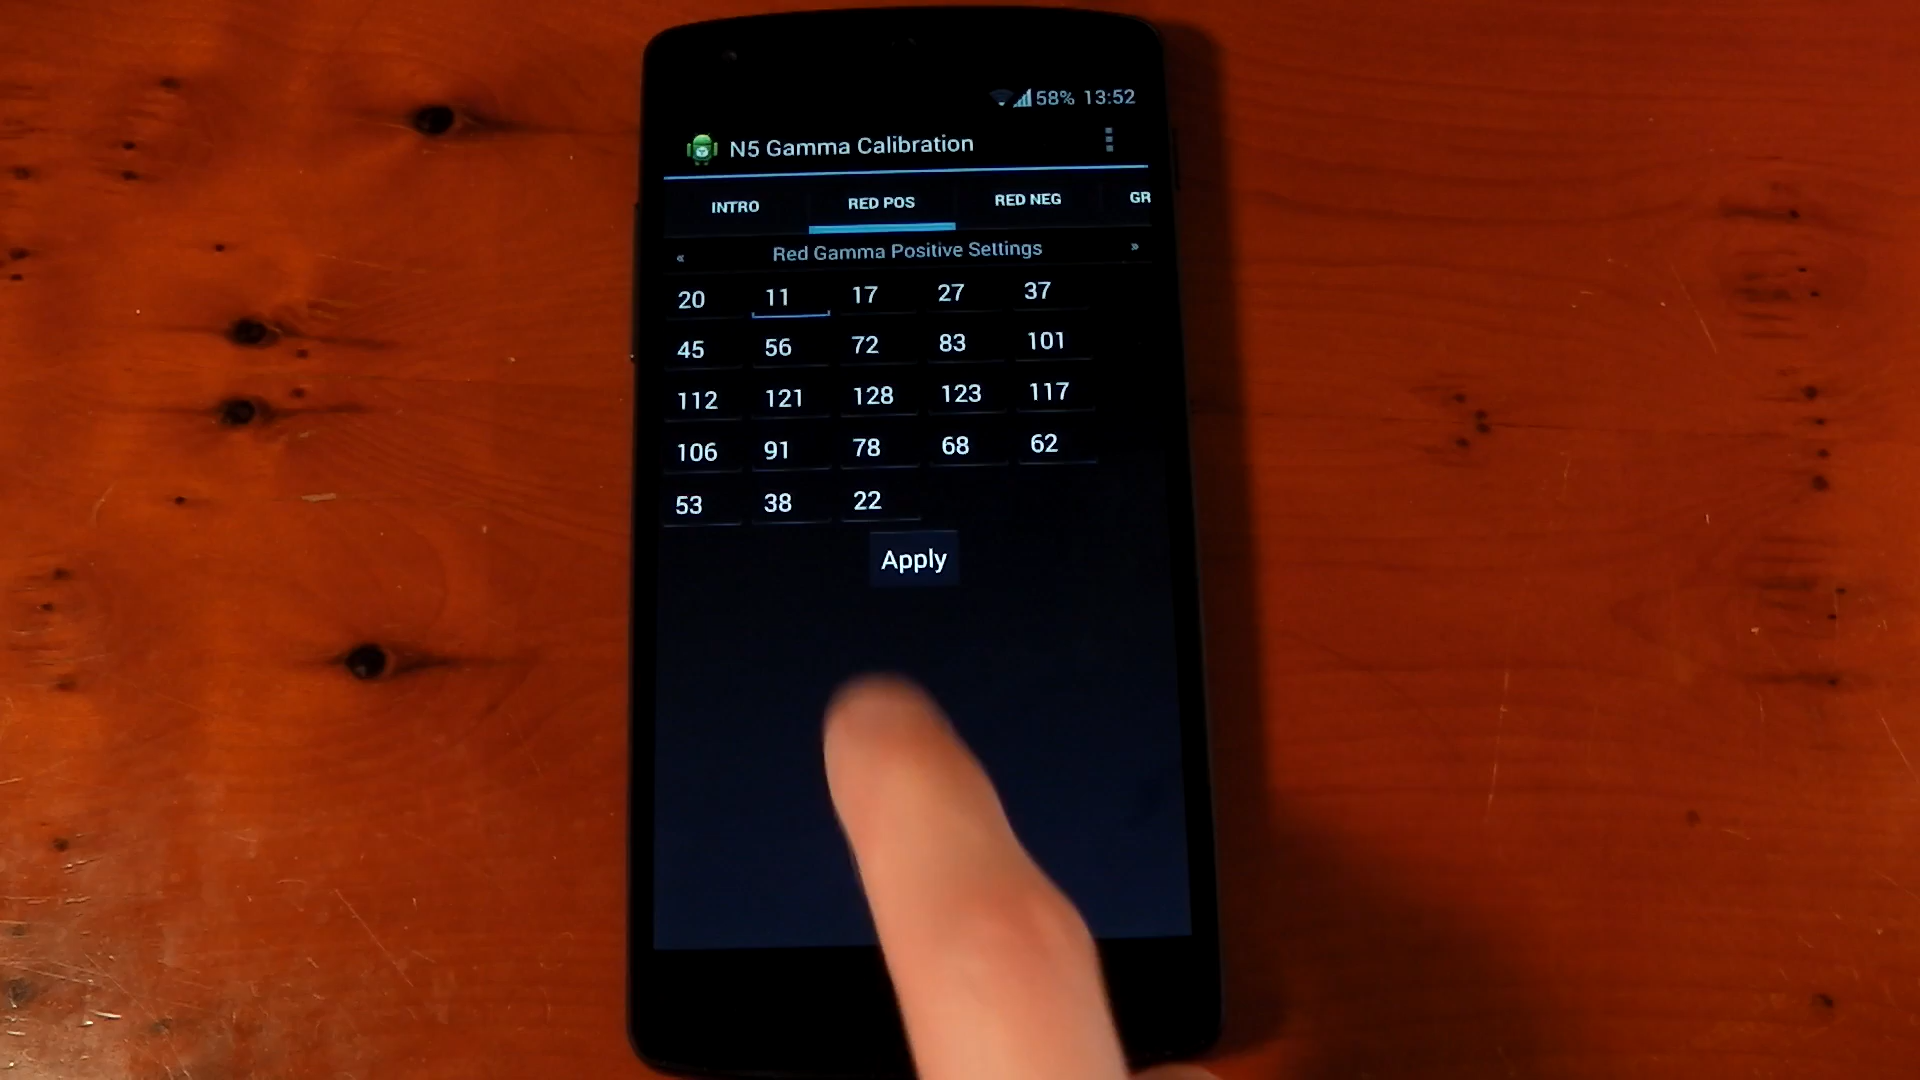 58% 13:52
N5 Gamma Calibration
INTRO RED POS RED NEG GR
« Red Gamma Positive Settings »
20 11 17 27 37
45 56 72 83 101
112 121 128 123 117
106 91 78 68 62
53 38 22
Apply